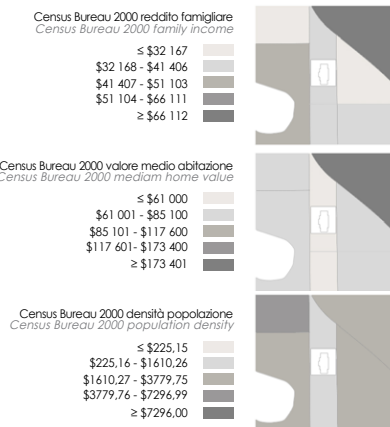 Census Bureau 2000 reddito famigliare
Census Bureau 2000 family income
≤ $32 167
$32 168 - $41 406
$41 407 - $51 103
$51 104 - $66 111
≥ $66 112
Census Bureau 2000 valore medio abitazione
Census Bureau 2000 mediam home value
≤ $61 000
$61 001 - $85 100
$85 101 - $117 600
$117 601- $173 400
≥ $173 401
Census Bureau 2000 densità popolazione
Census Bureau 2000 population density
≤ $225,15
$225,16 - $1610,26
$1610,27 - $3779,75
$3779,76 - $7296,99
≥ $7296,00